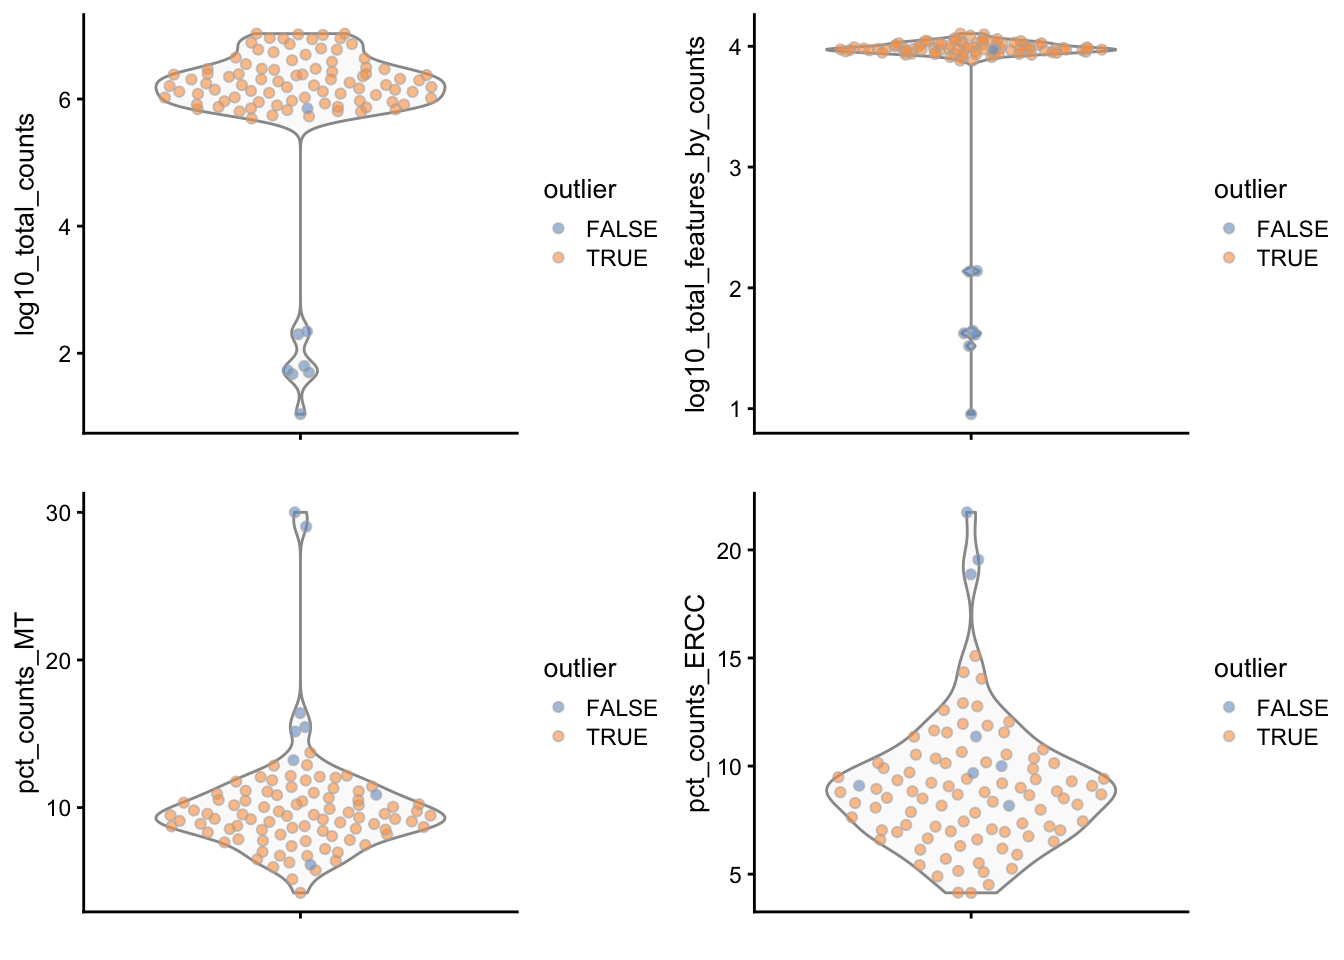 log10_total_counts
6
4
2
outlier
FALSE
TRUE
log10_total_features_by_counts
4
3
2
1
outlier
FALSE
TRUE
pct_counts_MT
30
20
10
outlier
FALSE
TRUE
pct_counts_ERCC
20
15
10
5
outlier
FALSE
TRUE